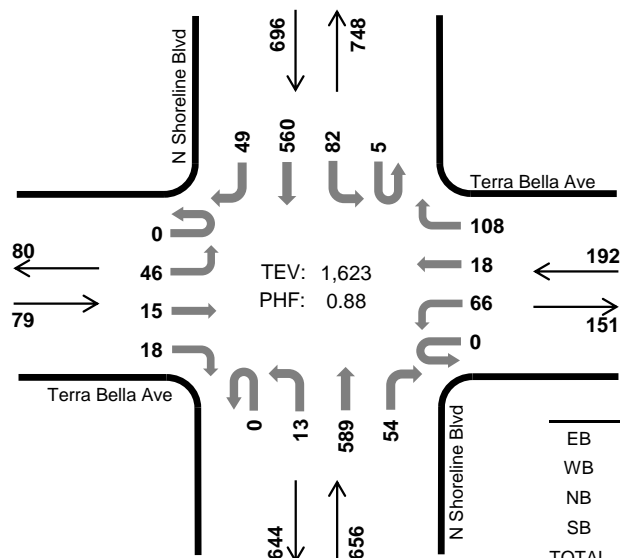 696
748
N Shoreline Blvd
49
560
82
5
Terra Bella Ave
0
108
80
46
TEV: 1,623
18
192
79
15
PHF: 0.88
66
151
18
0
Terra Bella Ave
0
13
589
54
N Shoreline Blvd
644
656
EB
WB
NB
SB
TOTAL